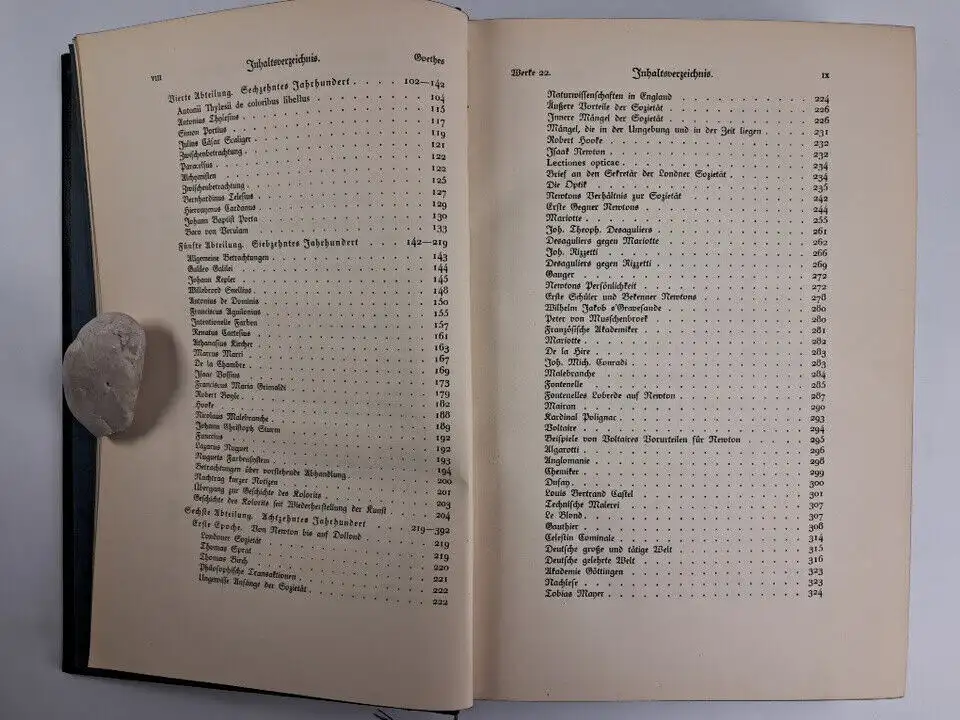 VIII Inhaltsverzeichnis. Goethes
Vierte Abteilung. Sechzehntes Jahrhundert . . . . 102—142
Antonii Thylesii de coloribus libellus 104
Antonius Thylesius 115
Simon Portius 117
Julius Cäsar Scaliger 119
Zwischenbetrachtung 121
Paracelsus 122
Alchymisten 122
Zwischenbetrachtung 125
Bernhardinus Telesius 127
Hieronymus Cardanus 129
Johann Baptist Porta 130
Baco von Verulam 133
Fünfte Abteilung. Siebzehntes Jahrhundert . . . . 142—219
Allgemeine Betrachtungen 143
Galileo Galilei 144
Johann Kepler 145
Willebrord Snellius 148
Antonius de Dominis 150
Franciscus Aguilonius 155
Intentionelle Farben 157
Renatus Cartesius 161
Athanasius Kircher 163
Marcus Marci 167
De la Chambre 169
Isaac Vossius 173
Franciscus Maria Grimaldi 179
Robert Boyle 182
Hooke 188
Nicolaus Malebranche 189
Johann Christoph Sturm 192
Funccius 192
Lazarus Nuguet 193
Nuguets Farbensystem 194
Betrachtungen über vorstehende Abhandlung 200
Nachtrag kurzer Notizen 201
Übergang zur Geschichte des Kolorits 203
Geschichte des Kolorits seit Wiederherstellung der Kunst 204
Sechste Abteilung. Achtzehntes Jahrhundert . . . . 219—392
Erste Epoche. Von Newton bis auf Dollond 219
Londoner Sozietät 219
Thomas Sprat 220
Thomas Birch 221
Philosophische Transaktionen 222
Ungewisse Anfänge der Sozietät 222
Werke 22. Inhaltsverzeichnis. IX
Naturwissenschaften in England 224
Äußere Vorteile der Sozietät 226
Innere Mängel der Sozietät 226
Mängel, die in der Umgebung und in der Zeit liegen 231
Robert Hooke 232
Isaak Newton 232
Lectiones opticae 234
Brief an den Sekretär der Londner Sozietät 234
Die Optik 235
Newtons Verhältnis zur Sozietät 242
Erste Gegner Newtons 244
Mariotte 255
Joh. Theoph. Desaguliers 261
Desaguliers gegen Mariotte 262
Joh. Rizzetti 266
Desaguliers gegen Rizzetti 269
Gauger 272
Newtons Persönlichkeit 272
Erste Schüler und Bekenner Newtons 278
Wilhelm Jakob s'Gravesande 280
Peter von Musschenbroek 280
Französische Akademiker 281
Mariotte 282
De la Hire 283
Joh. Mich. Conradi 283
Malebranche 284
Fontenelle 285
Fontenelles Lobrede auf Newton 287
Mairan 290
Kardinal Polignac 293
Voltaire 294
Beispiele von Voltaires Vorurteilen für Newton 295
Algarotti 296
Anglomanie 298
Chemiker 299
Dufay 300
Louis Bertrand Castel 301
Technische Malerei 307
Le Blond 307
Gauthier 308
Celestin Cominale 314
Deutsche große und tätige Welt 315
Deutsche gelehrte Welt 316
Akademie Göttingen 323
Nachlese 323
Tobias Mayer 324